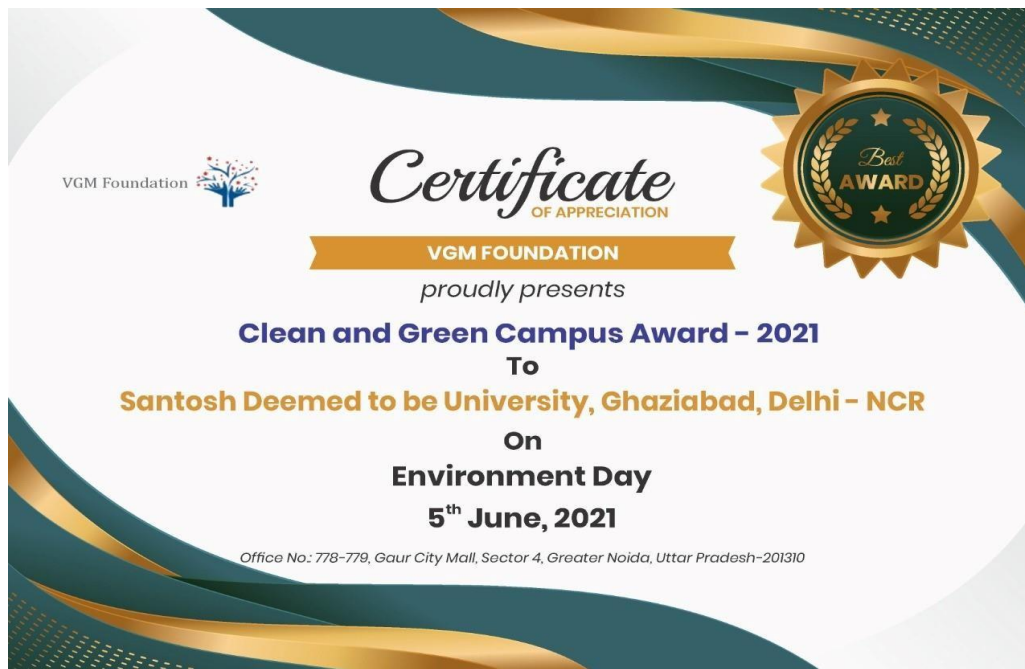 VGM Foundation
Certificate
OF APPRECIATION
Best
AWARD
VGM FOUNDATION
proudly presents
Clean and Green Campus Award - 2021
To
Santosh Deemed to be University, Ghaziabad, Delhi - NCR
On
Environment Day
5th June, 2021
Office No.: 778-779, Gaur City Mall, Sector 4, Greater Noida, Uttar Pradesh-201310